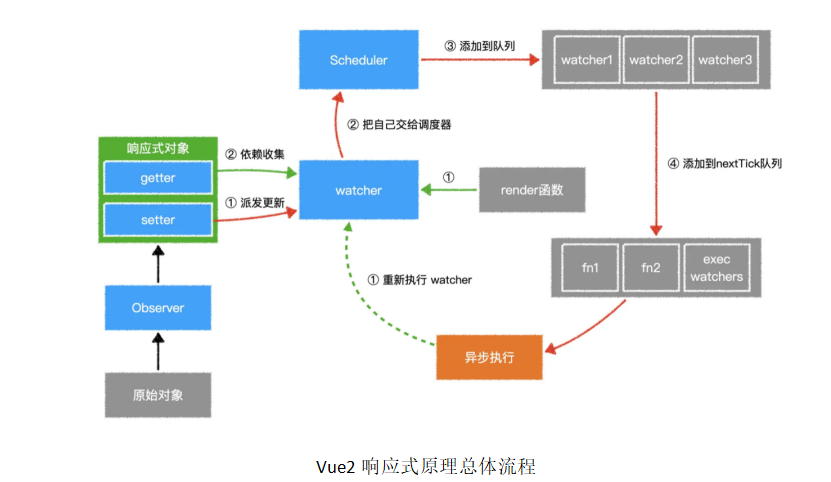 Scheduler
③ 添加到队列
watcher1
watcher2
watcher3
② 把自己交给调度器
响应式对象
getter
② 依赖收集
setter
① 派发更新
watcher
①
render函数
④ 添加到nextTick队列
fn1
fn2
exec
watchers
① 重新执行 watcher
Observer
异步执行
原始对象
Vue2 响应式原理总体流程